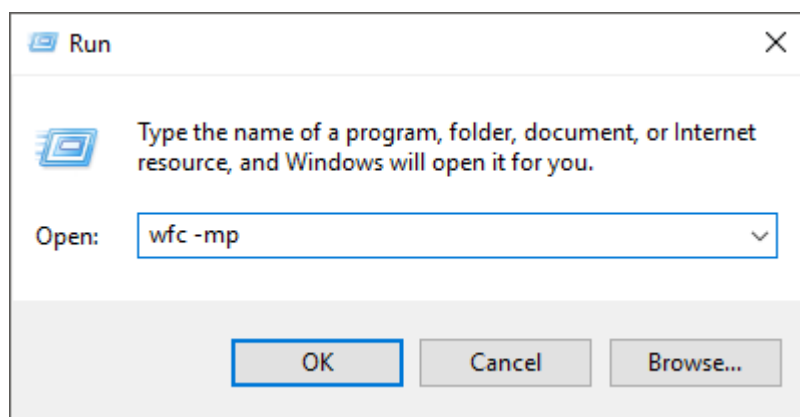 Run
Type the name of a program, folder, document, or Internet
resource, and Windows will open it for you.
Open: wfc -mp
OK Cancel Browse...